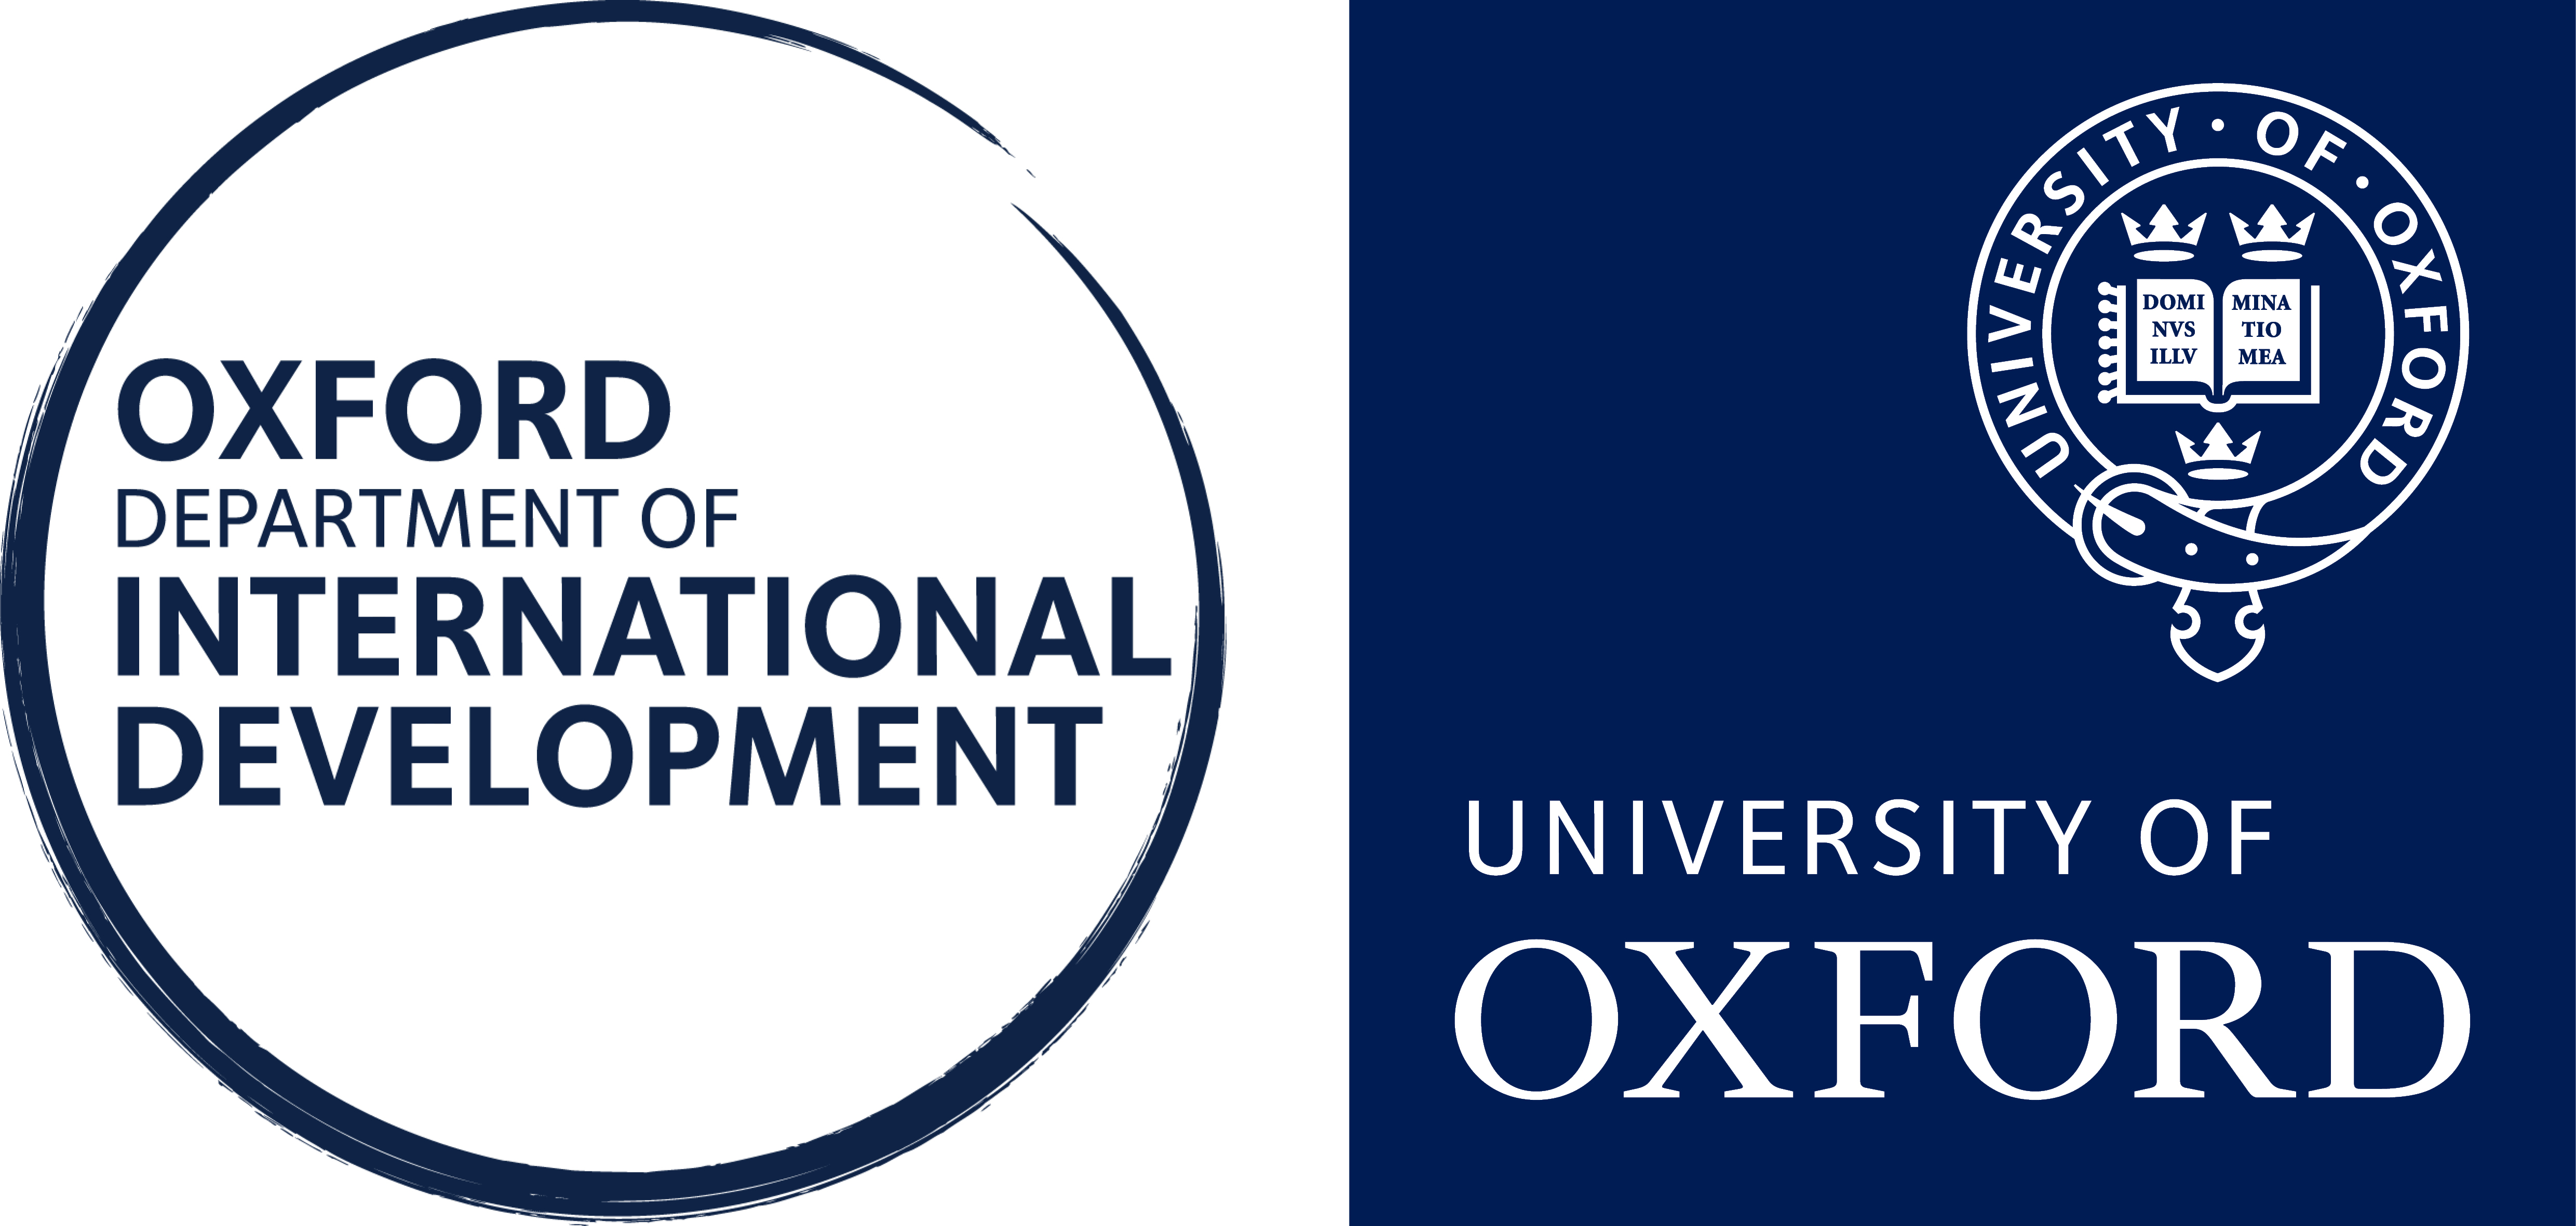 OXFORD
DEPARTMENT OF
INTERNATIONAL
DEVELOPMENT
UNIVERSITY · OF · OXFORD
DOMI MINA
NVS TIO
ILLV MEA
UNIVERSITY OF
OXFORD